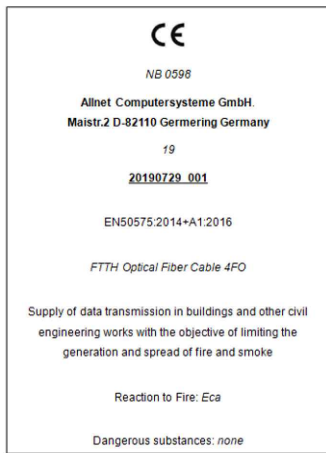 CE
NB 0598
Allnet Computersysteme GmbH.
Maistr.2 D-82110 Germering Germany
19
20190729_001
EN50575:2014+A1:2016
FTTH Optical Fiber Cable 4FO
Supply of data transmission in buildings and other civil
engineering works with the objective of limiting the
generation and spread of fire and smoke
Reaction to Fire: Eca
Dangerous substances: none